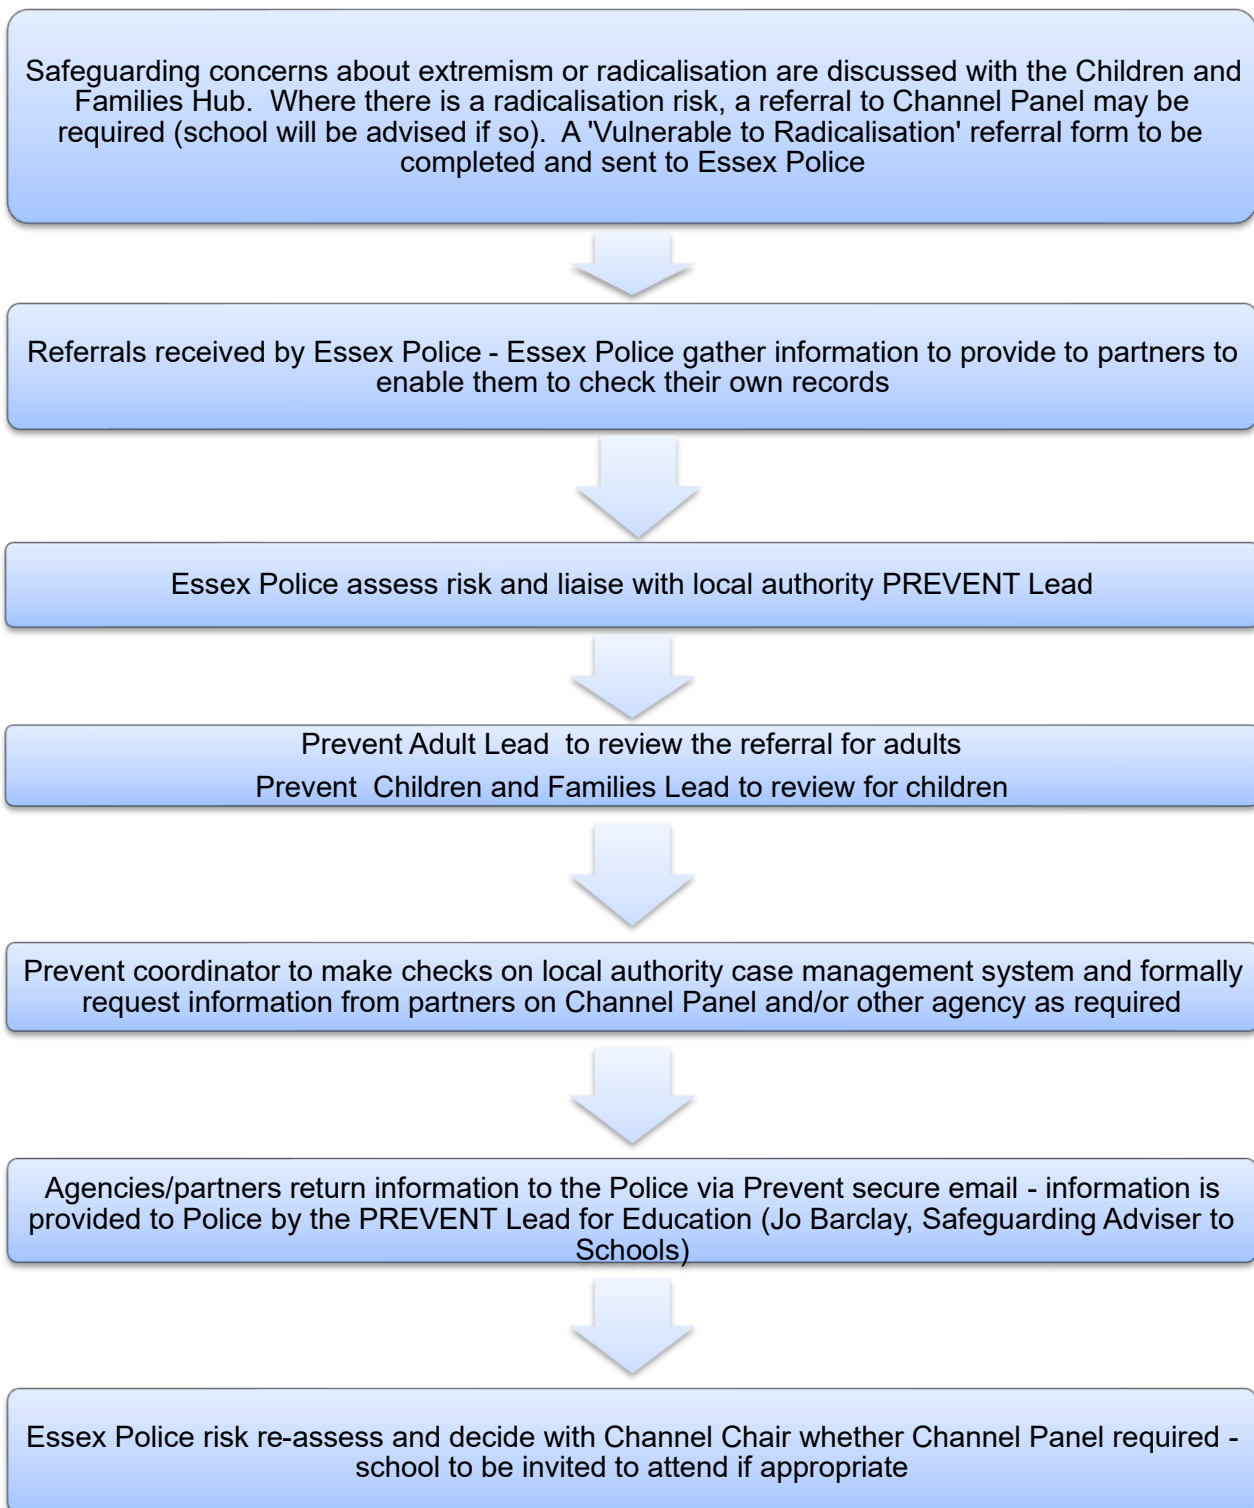 Safeguarding concerns about extremism or radicalisation are discussed with the Children and
Families Hub.  Where there is a radicalisation risk, a referral to Channel Panel may be
required (school will be advised if so).  A 'Vulnerable to Radicalisation' referral form to be
completed and sent to Essex Police
Referrals received by Essex Police - Essex Police gather information to provide to partners to
enable them to check their own records
Essex Police assess risk and liaise with local authority PREVENT Lead
Prevent Adult Lead  to review the referral for adults
Prevent  Children and Families Lead to review for children
Prevent coordinator to make checks on local authority case management system and formally
request information from partners on Channel Panel and/or other agency as required
Agencies/partners return information to the Police via Prevent secure email - information is
provided to Police by the PREVENT Lead for Education (Jo Barclay, Safeguarding Adviser to
Schools)
Essex Police risk re-assess and decide with Channel Chair whether Channel Panel required -
school to be invited to attend if appropriate